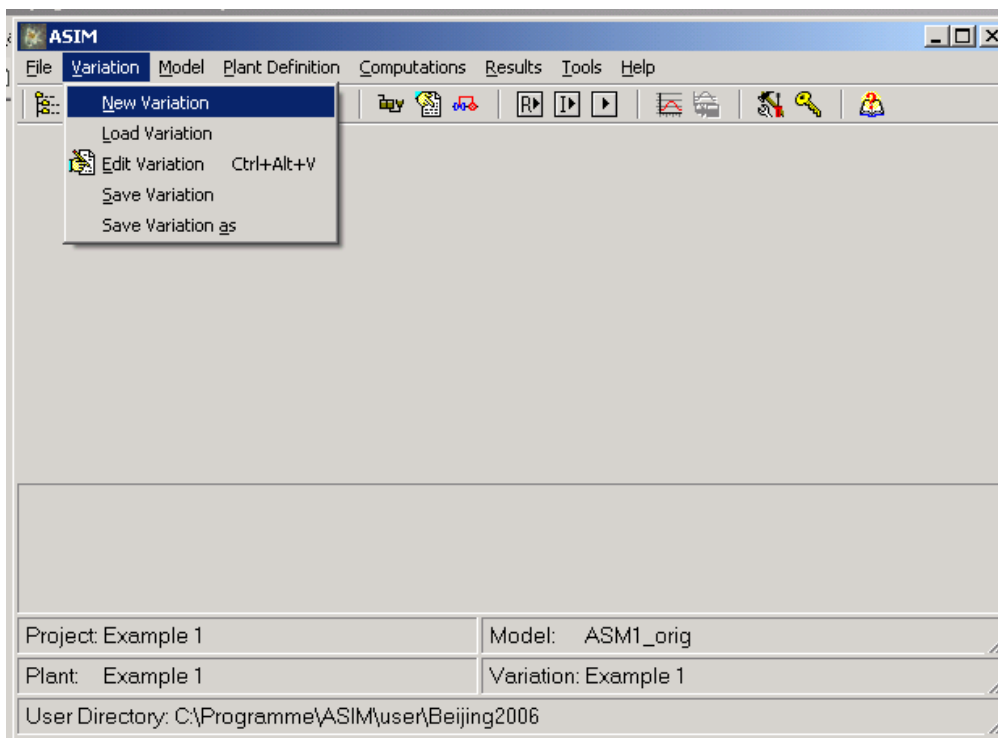 ASIM
File Variation Model Plant Definition Computations Results Tools Help
New Variation
Load Variation
Edit Variation Ctrl+Alt+V
Save Variation
Save Variation as
Project: Example 1 Model: ASM1_orig
Plant: Example 1 Variation: Example 1
User Directory: C:\Programme\ASIM\user\Beijing2006